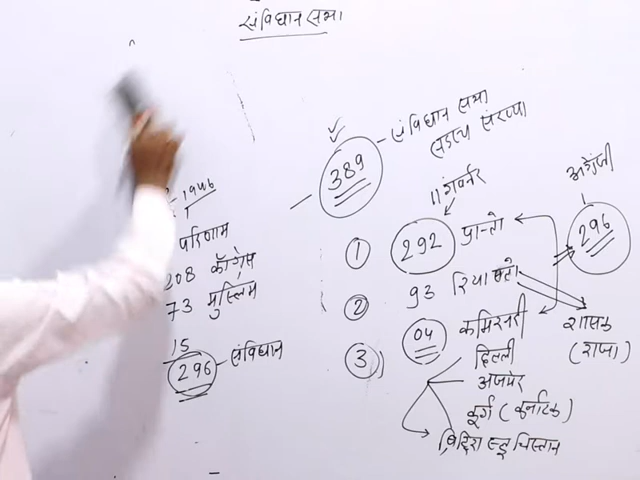 संविधान सभा
संविधान सभा
सदस्य संख्या
389
11 गवर्नर
अंग्रेजी
1946
परिणाम
208 काँग्रेस
73 मुस्लिम
15
296 - संविधान
1 292 प्रान्तो
296
2 93 रियासतो
3 04 कमिश्नरी
शासक
(राजा)
दिल्ली
अजमेर
कूर्ग (कर्नाटक)